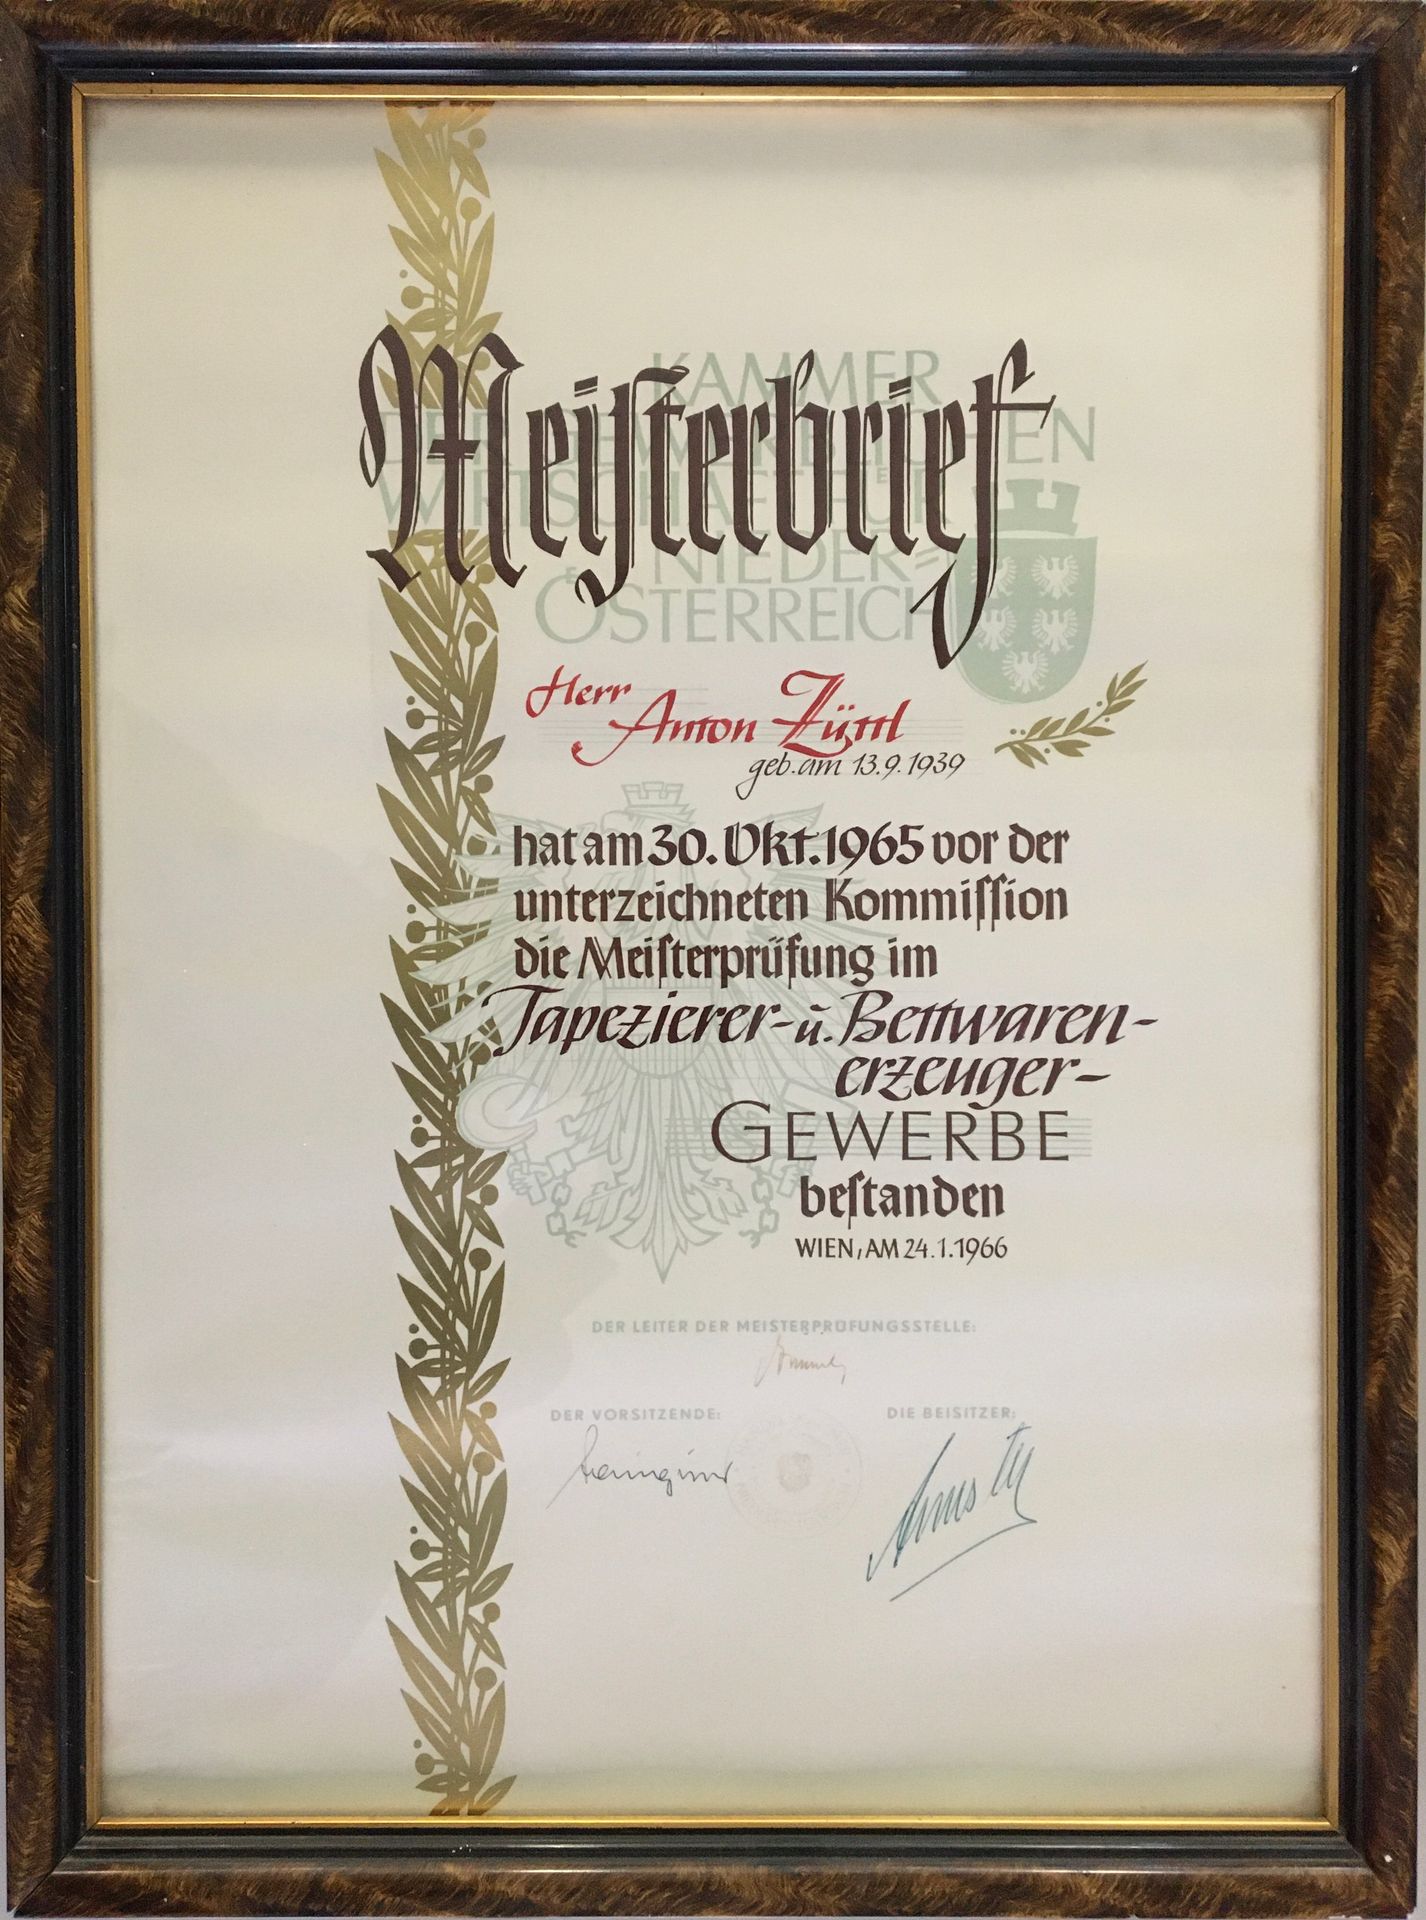 KAMMER
DER GEWERBLICHEN
WIRTSCHAFT FÜR
NIEDER=
ÖSTERREICH
Meiſterbrief
Herr
Anton Züttl
geb. am 13.9.1939
hat am 30. Okt. 1965 vor der
unterzeichneten Kommiſſion
die Meiſterprüfung im
Tapezierer- u. Bettwaren-
erzeuger-
GEWERBE
beſtanden
WIEN, AM 24.1.1966
DER LEITER DER MEISTERPRÜFUNGSSTELLE:
DER VORSITZENDE:
DIE BEISITZER: